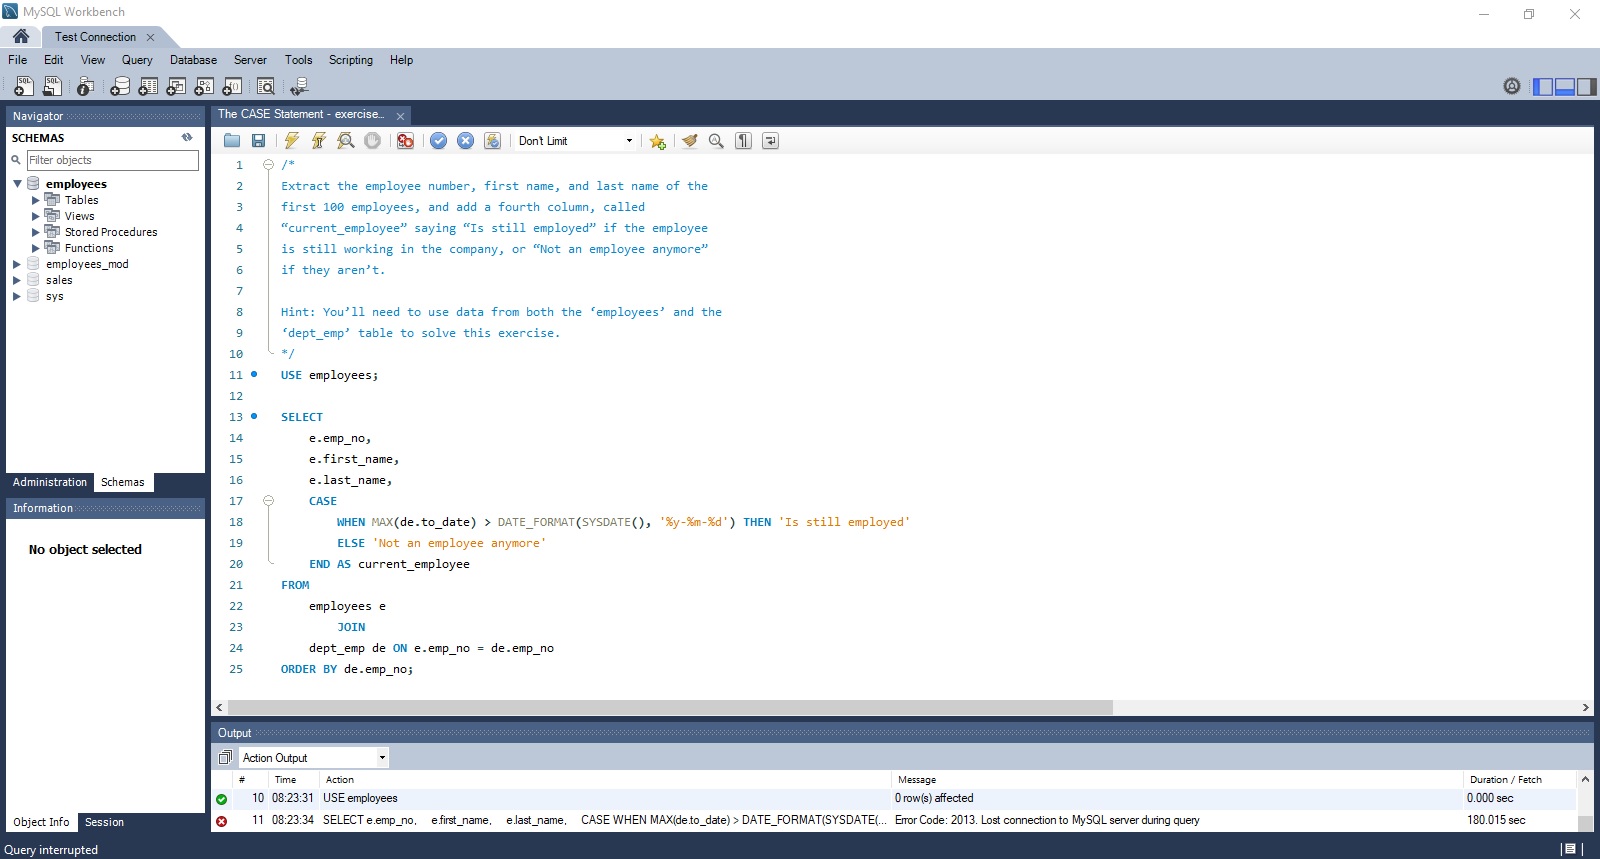 MySQL Workbench
Test Connection
File Edit View Query Database Server Tools Scripting Help
Navigator
SCHEMAS
Filter objects
employees
Tables
Views
Stored Procedures
Functions
employees_mod
sales
sys
Administration Schemas
Information
No object selected
Object Info Session
The CASE Statement - exercise...
Don't Limit
1 /*
2 Extract the employee number, first name, and last name of the
3 first 100 employees, and add a fourth column, called
4 “current_employee” saying “Is still employed” if the employee
5 is still working in the company, or “Not an employee anymore”
6 if they aren’t.
7
8 Hint: You’ll need to use data from both the ‘employees’ and the
9 ‘dept_emp’ table to solve this exercise.
10 */
11 USE employees;
12
13 SELECT
14 e.emp_no,
15 e.first_name,
16 e.last_name,
17 CASE
18 WHEN MAX(de.to_date) > DATE_FORMAT(SYSDATE(), '%y-%m-%d') THEN 'Is still employed'
19 ELSE 'Not an employee anymore'
20 END AS current_employee
21 FROM
22 employees e
23 JOIN
24 dept_emp de ON e.emp_no = de.emp_no
25 ORDER BY de.emp_no;
Output
Action Output
# Time Action Message Duration / Fetch
10 08:23:31 USE employees 0 row(s) affected 0.000 sec
11 08:23:34 SELECT e.emp_no, e.first_name, e.last_name, CASE WHEN MAX(de.to_date) > DATE_FORMAT(SYSDATE(... Error Code: 2013. Lost connection to MySQL server during query 180.015 sec
Query interrupted